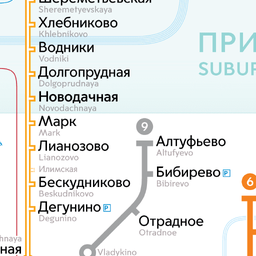 Шереметьевская
Sheremetyevskaya
Хлебниково
Khlebnikovo
Водники
Vodniki
Долгопрудная
Dolgoprudnaya
Новодачная
Novodachnaya
Марк
Mark
Лианозово
Lianozovo
Илимская
Бескудниково
Beskudnikovo
Дегунино P
Degunino
ПРИ
SUBUR
9
Алтуфьево
Altufyevo
Бибирево P
Bibirevo
6
Отрадное
Otradnoe
Vladykino